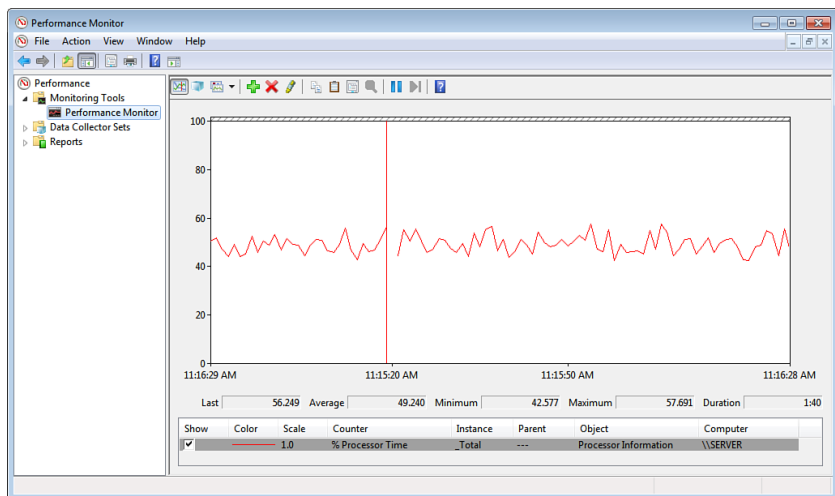 Performance Monitor
File Action View Window Help
Performance
Monitoring Tools
Performance Monitor
Data Collector Sets
Reports
100
80
60
40
20
0
11:16:29 AM 11:15:20 AM 11:15:50 AM 11:16:28 AM
Last 56.249 Average 49.240 Minimum 42.577 Maximum 57.691 Duration 1:40
Show Color Scale Counter Instance Parent Object Computer
1.0 % Processor Time _Total --- Processor Information \\SERVER